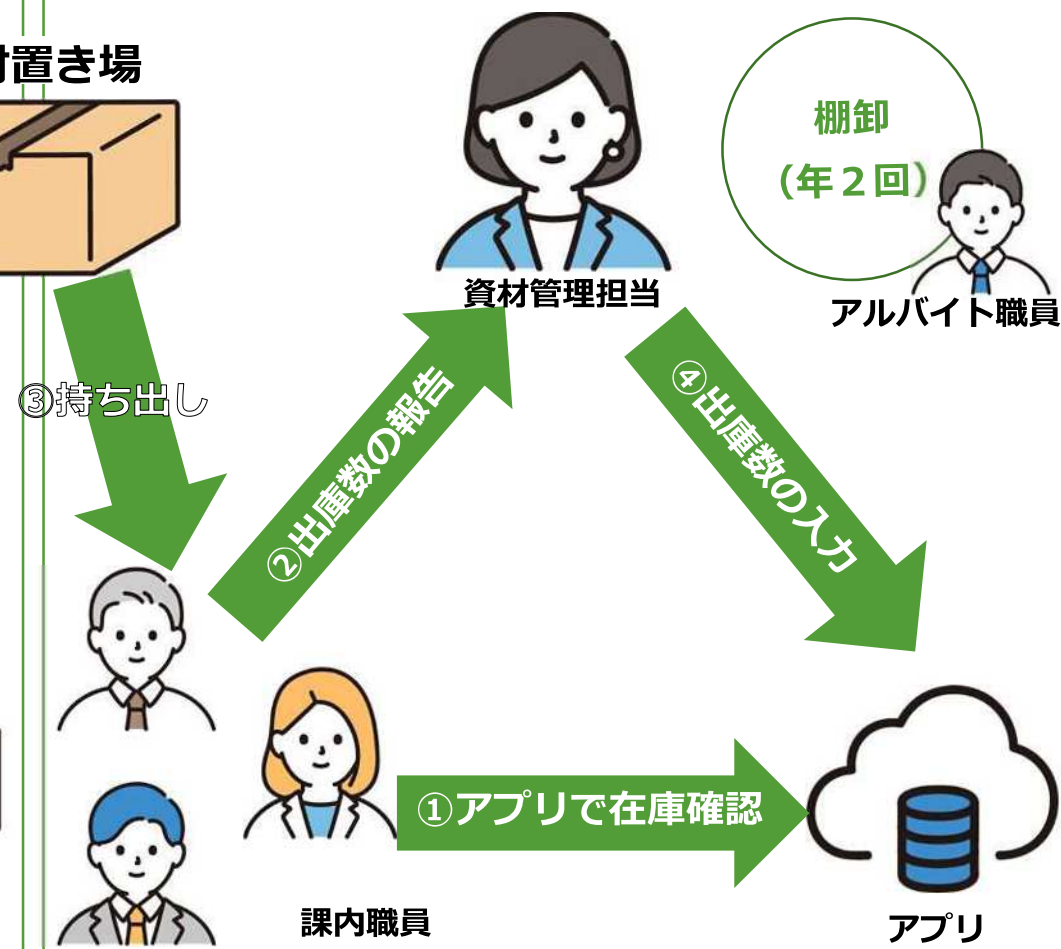 材置き場
棚卸
(年２回)
資材管理担当
アルバイト職員
③持ち出し
②出庫数の報告
④出庫数の入力
①アプリで在庫確認
課内職員
アプリ